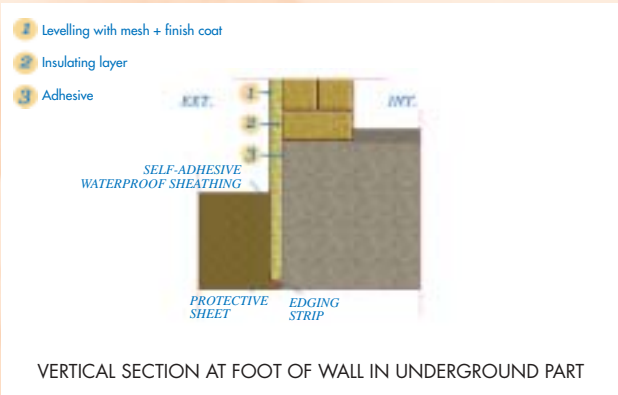 1 Levelling with mesh + finish coat
2 Insulating layer
3 Adhesive
EXT.
1
INT.
2
3
SELF-ADHESIVE
WATERPROOF SHEATHING
PROTECTIVE
SHEET
EDGING
STRIP
VERTICAL SECTION AT FOOT OF WALL IN UNDERGROUND PART